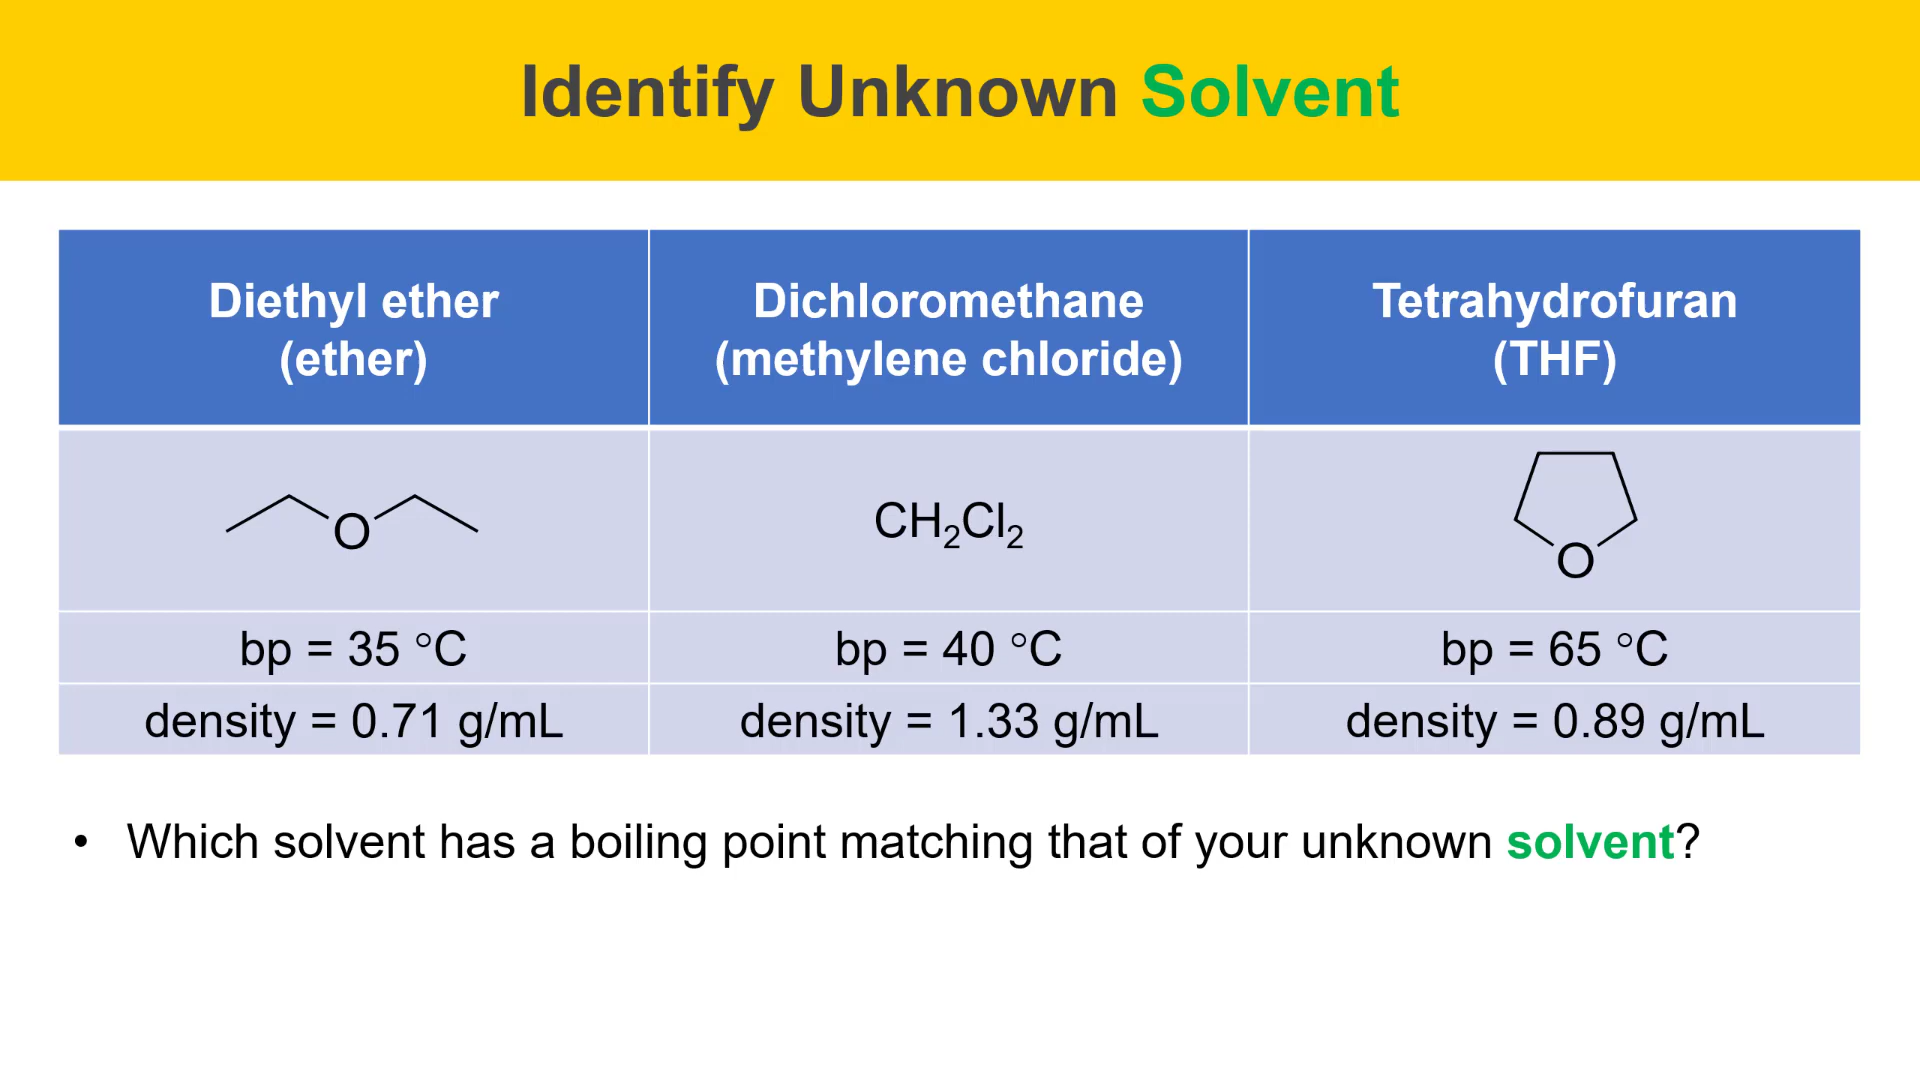 Identify Unknown Solvent
Diethyl ether
(ether)
Dichloromethane
(methylene chloride)
Tetrahydrofuran
(THF)
O
CH₂Cl₂
O
bp = 35 °C
bp = 40 °C
bp = 65 °C
density = 0.71 g/mL
density = 1.33 g/mL
density = 0.89 g/mL
• Which solvent has a boiling point matching that of your unknown solvent?